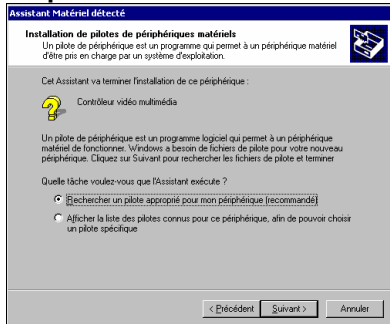 Assistant Matériel détecté
Installation de pilotes de périphériques matériels
Un pilote de périphérique est un programme qui permet à un périphérique matériel
d'être pris en charge par un système d'exploitation.
Cet Assistant va terminer l'installation de ce périphérique :
Contrôleur vidéo multimédia
Un pilote de périphérique est un programme logiciel qui permet à un périphérique
matériel de fonctionner. Windows a besoin de fichiers de pilote pour votre nouveau
périphérique. Cliquez sur Suivant pour rechercher les fichiers de pilote et terminer
Quelle tâche voulez-vous que l'Assistant exécute ?
Rechercher un pilote approprié pour mon périphérique (recommandé)
Afficher la liste des pilotes connus pour ce périphérique, afin de pouvoir choisir
un pilote spécifique
< Précédent
Suivant >
Annuler